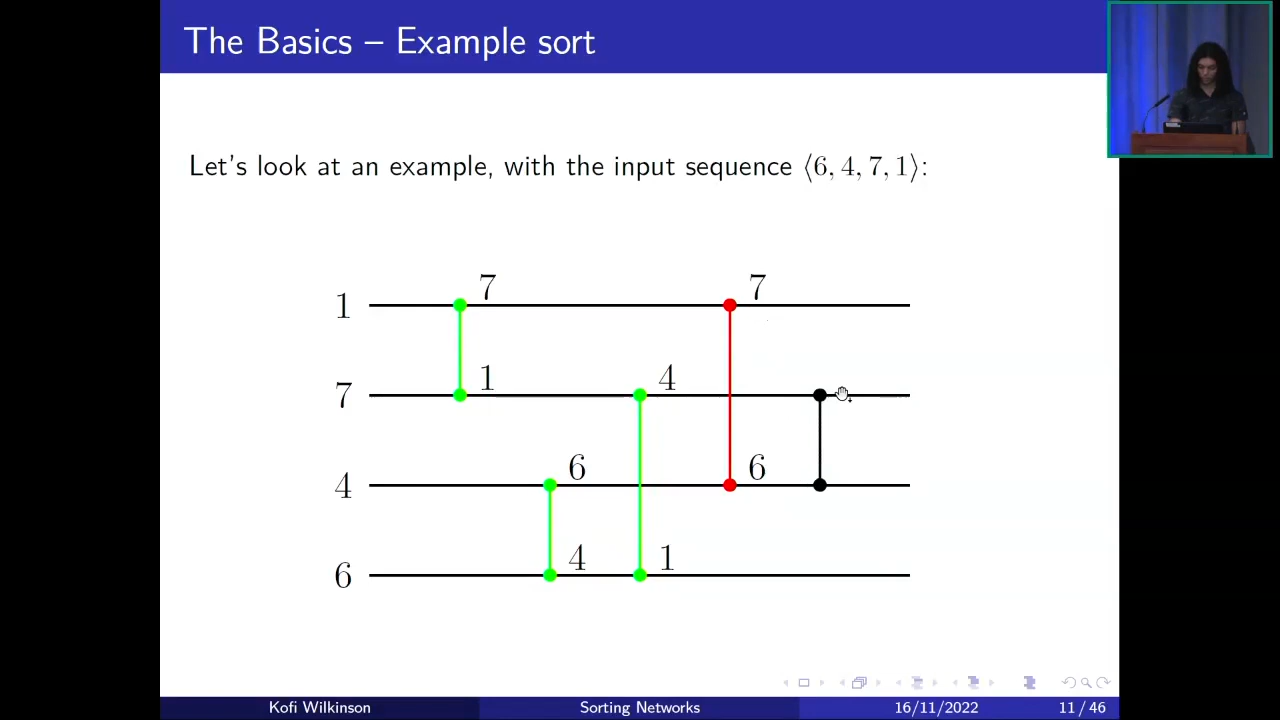 The Basics – Example sort
Let's look at an example, with the input sequence ⟨6, 4, 7, 1⟩:
7 7
1
1 4
7
6 6
4
4 1
6
Kofi Wilkinson Sorting Networks 16/11/2022 11 / 46